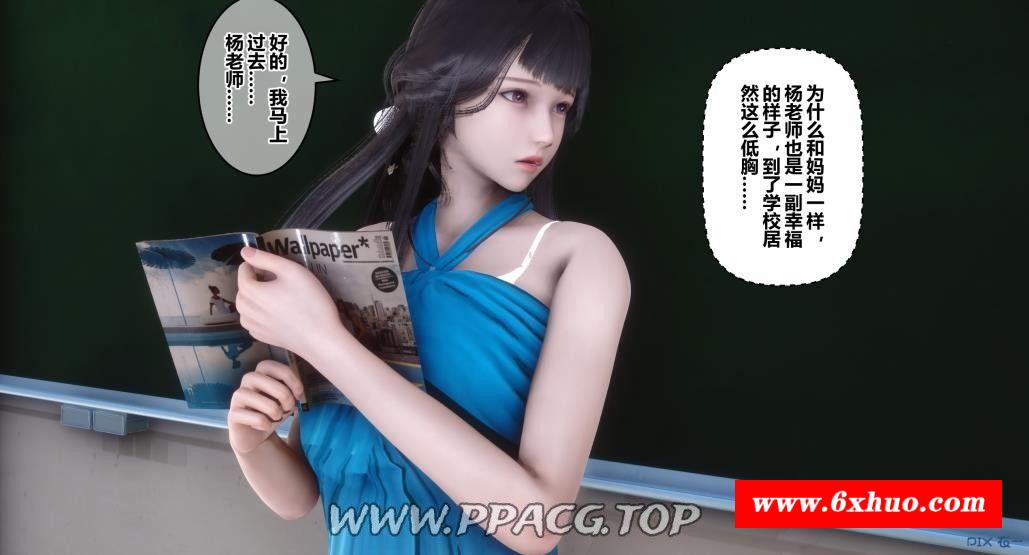 好的，我马上
过去……
杨老师……
为什么和妈妈一样，
杨老师也是一副幸福
的样子，到了学校居
然这么低胸……
Wallpaper*
WWW.PPACG.TOP
www.6xhuo.com